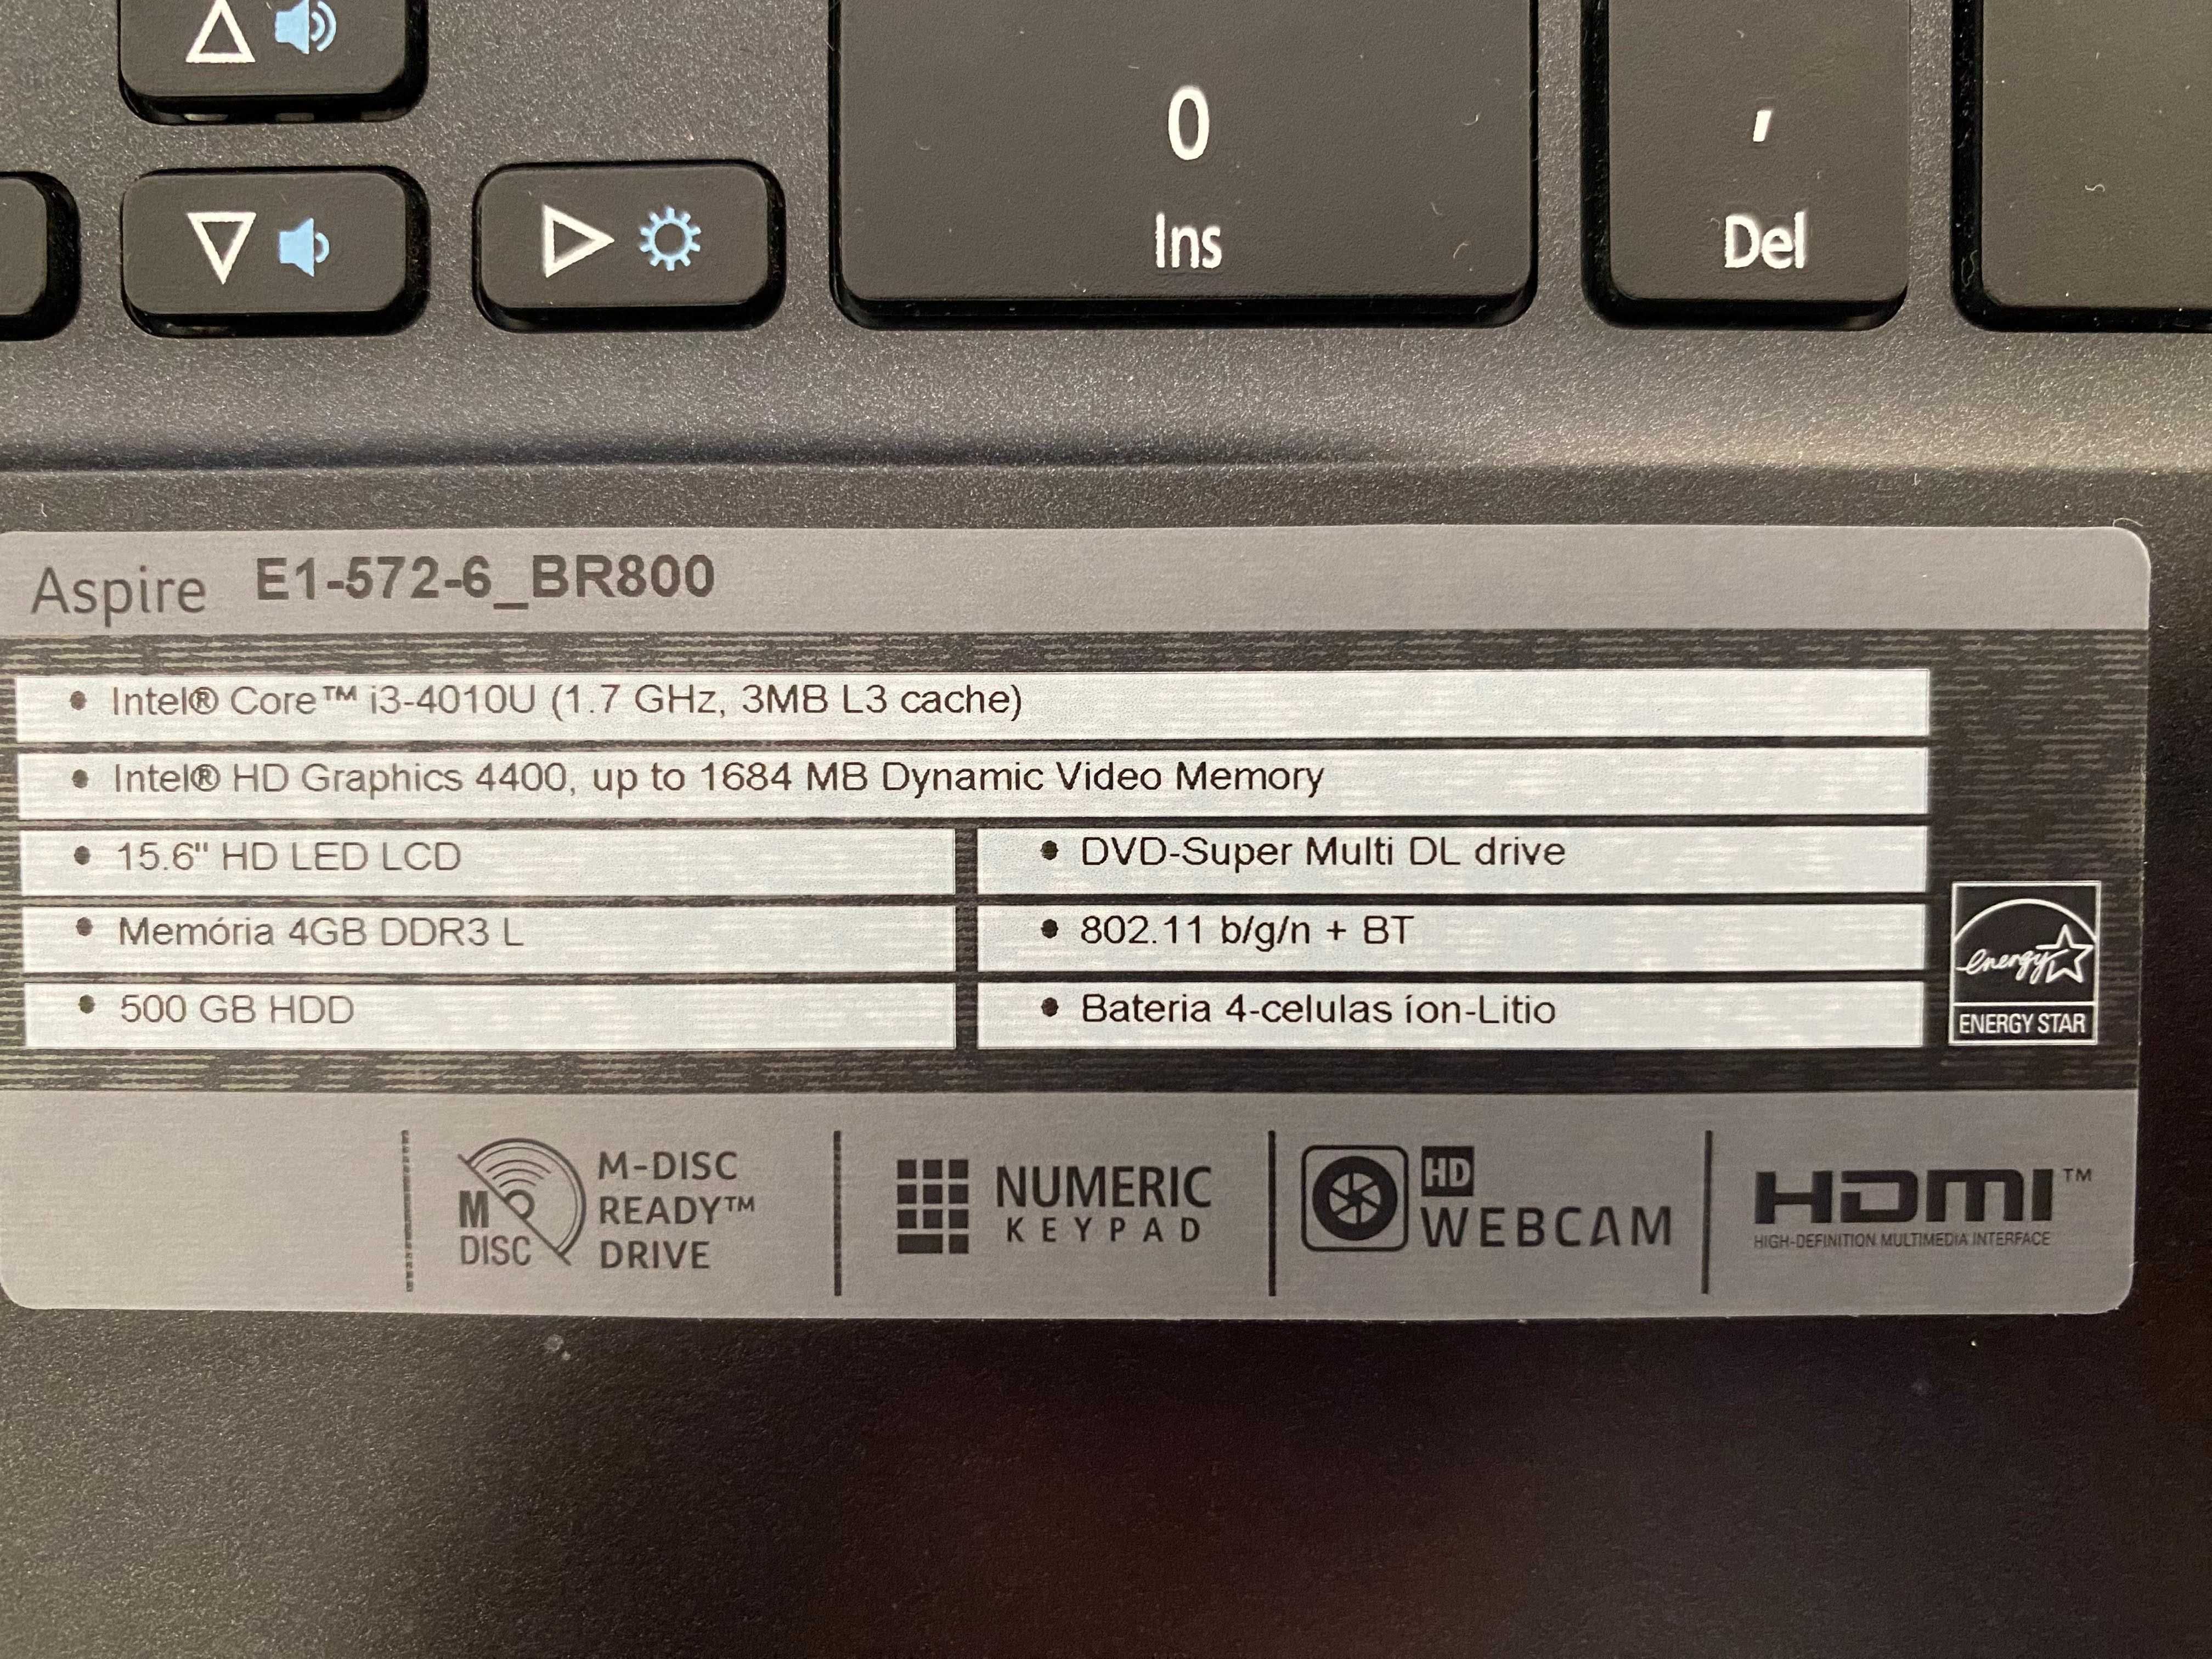 0
Ins
,
Del
Aspire E1-572-6_BR800
• Intel® Core™ i3-4010U (1.7 GHz, 3MB L3 cache)
• Intel® HD Graphics 4400, up to 1684 MB Dynamic Video Memory
• 15.6" HD LED LCD
• DVD-Super Multi DL drive
• Memória 4GB DDR3 L
• 802.11 b/g/n + BT
• 500 GB HDD
• Bateria 4-celulas íon-Litio
energy
ENERGY STAR
M
DISC
M-DISC
READY™
DRIVE
NUMERIC
KEYPAD
HD
WEBCAM
HDMI™
HIGH-DEFINITION MULTIMEDIA INTERFACE